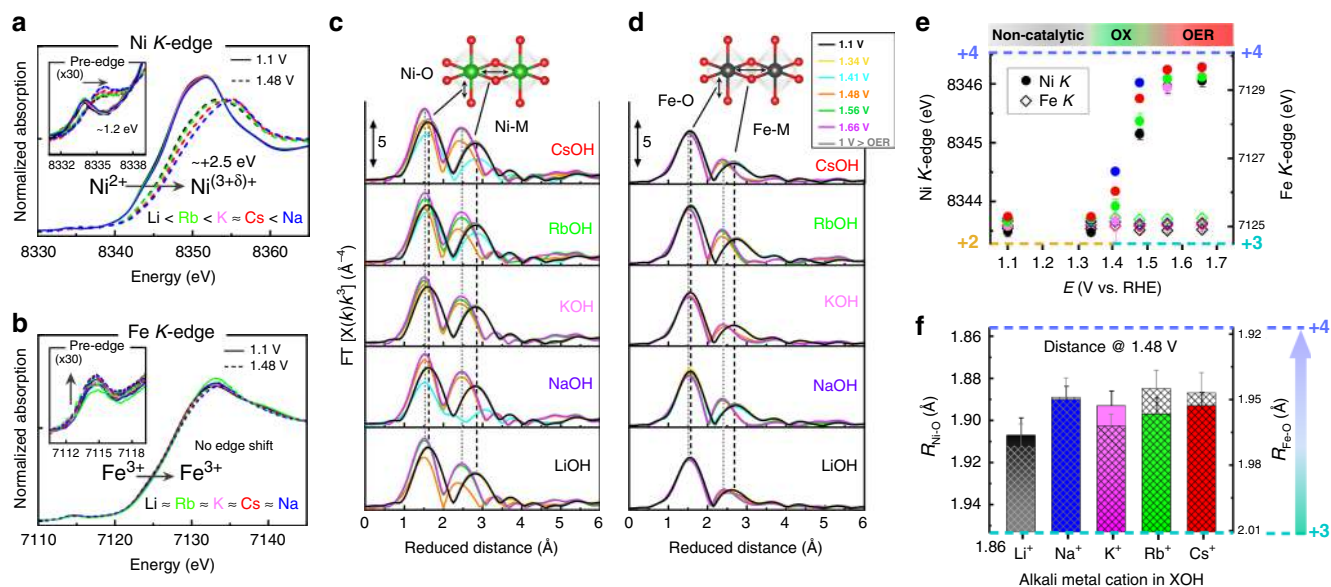 a
Ni K-edge
Pre-edge
(x30)
~1.2 eV
8332 8335 8338
1.1 V
1.48 V
~+2.5 eV
Ni2+ Ni(3+δ)+
Li < Rb < K ≈ Cs < Na
Normalized absorption
8330 8340 8350 8360
Energy (eV)
b
Fe K-edge
Pre-edge
(x30)
7112 7115 7118
1.1 V
1.48 V
No edge shift
Fe3+ Fe3+
Li ≈ Rb ≈ K ≈ Cs ≈ Na
Normalized absorption
7110 7120 7130 7140
Energy (eV)
c
Ni-O
Ni-M
5
CsOH
RbOH
KOH
NaOH
LiOH
FT [X(k)k3] (Å−4)
0 1 2 3 4 5 6
Reduced distance (Å)
d
Fe-O
Fe-M
5
1.1 V
1.34 V
1.41 V
1.48 V
1.56 V
1.66 V
1 V > OER
CsOH
RbOH
KOH
NaOH
LiOH
0 1 2 3 4 5 6
Reduced distance (Å)
e
Non-catalytic OX OER
+4 +4
Ni K
Fe K
8346
8345
8344
+2
Ni K-edge (eV)
7129
7127
7125
+3
Fe K-edge (eV)
1.1 1.2 1.3 1.4 1.5 1.6 1.7
E (V vs. RHE)
f
Distance @ 1.48 V
1.86
1.88
1.90
1.92
1.94
1.86
RNi-O (Å)
1.92
1.95
1.98
2.01
RFe-O (Å)
+4
+3
Li+ Na+ K+ Rb+ Cs+
Alkali metal cation in XOH